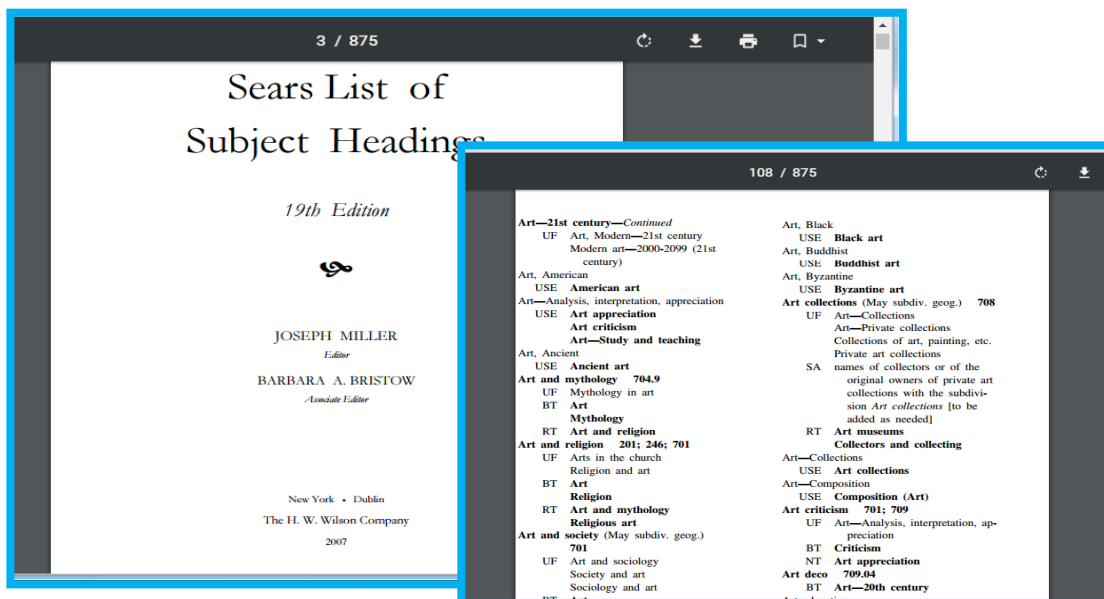 3 / 875
Sears List of
Subject Headings
19th Edition
JOSEPH MILLER
Editor
BARBARA A. BRISTOW
Associate Editor
New York • Dublin
The H. W. Wilson Company
2007
108 / 875
Art—21st century—Continued
UF Art, Modern—21st century
Modern art—2000-2099 (21st
century)
Art, American
USE American art
Art—Analysis, interpretation, appreciation
USE Art appreciation
Art criticism
Art—Study and teaching
Art, Ancient
USE Ancient art
Art and mythology 704.9
UF Mythology in art
BT Art
Mythology
RT Art and religion
Art and religion 201; 246; 701
UF Arts in the church
Religion and art
BT Art
Religion
RT Art and mythology
Religious art
Art and society (May subdiv. geog.)
701
UF Art and sociology
Society and art
Sociology and art
BT Art
Art, Black
USE Black art
Art, Buddhist
USE Buddhist art
Art, Byzantine
USE Byzantine art
Art collections (May subdiv. geog.) 708
UF Art—Collections
Art—Private collections
Collections of art, painting, etc.
Private art collections
SA names of collectors or of the
original owners of private art
collections with the subdivi-
sion Art collections [to be
added as needed]
RT Art museums
Collectors and collecting
Art—Collections
USE Art collections
Art—Composition
USE Composition (Art)
Art criticism 701; 709
UF Art—Analysis, interpretation, ap-
preciation
BT Criticism
NT Art appreciation
Art deco 709.04
BT Art—20th century